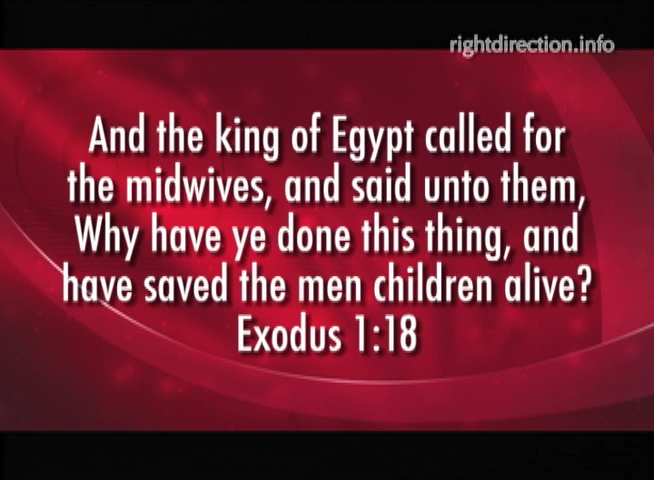 rightdirection.info
And the king of Egypt called for
the midwives, and said unto them,
Why have ye done this thing, and
have saved the men children alive?
Exodus 1:18